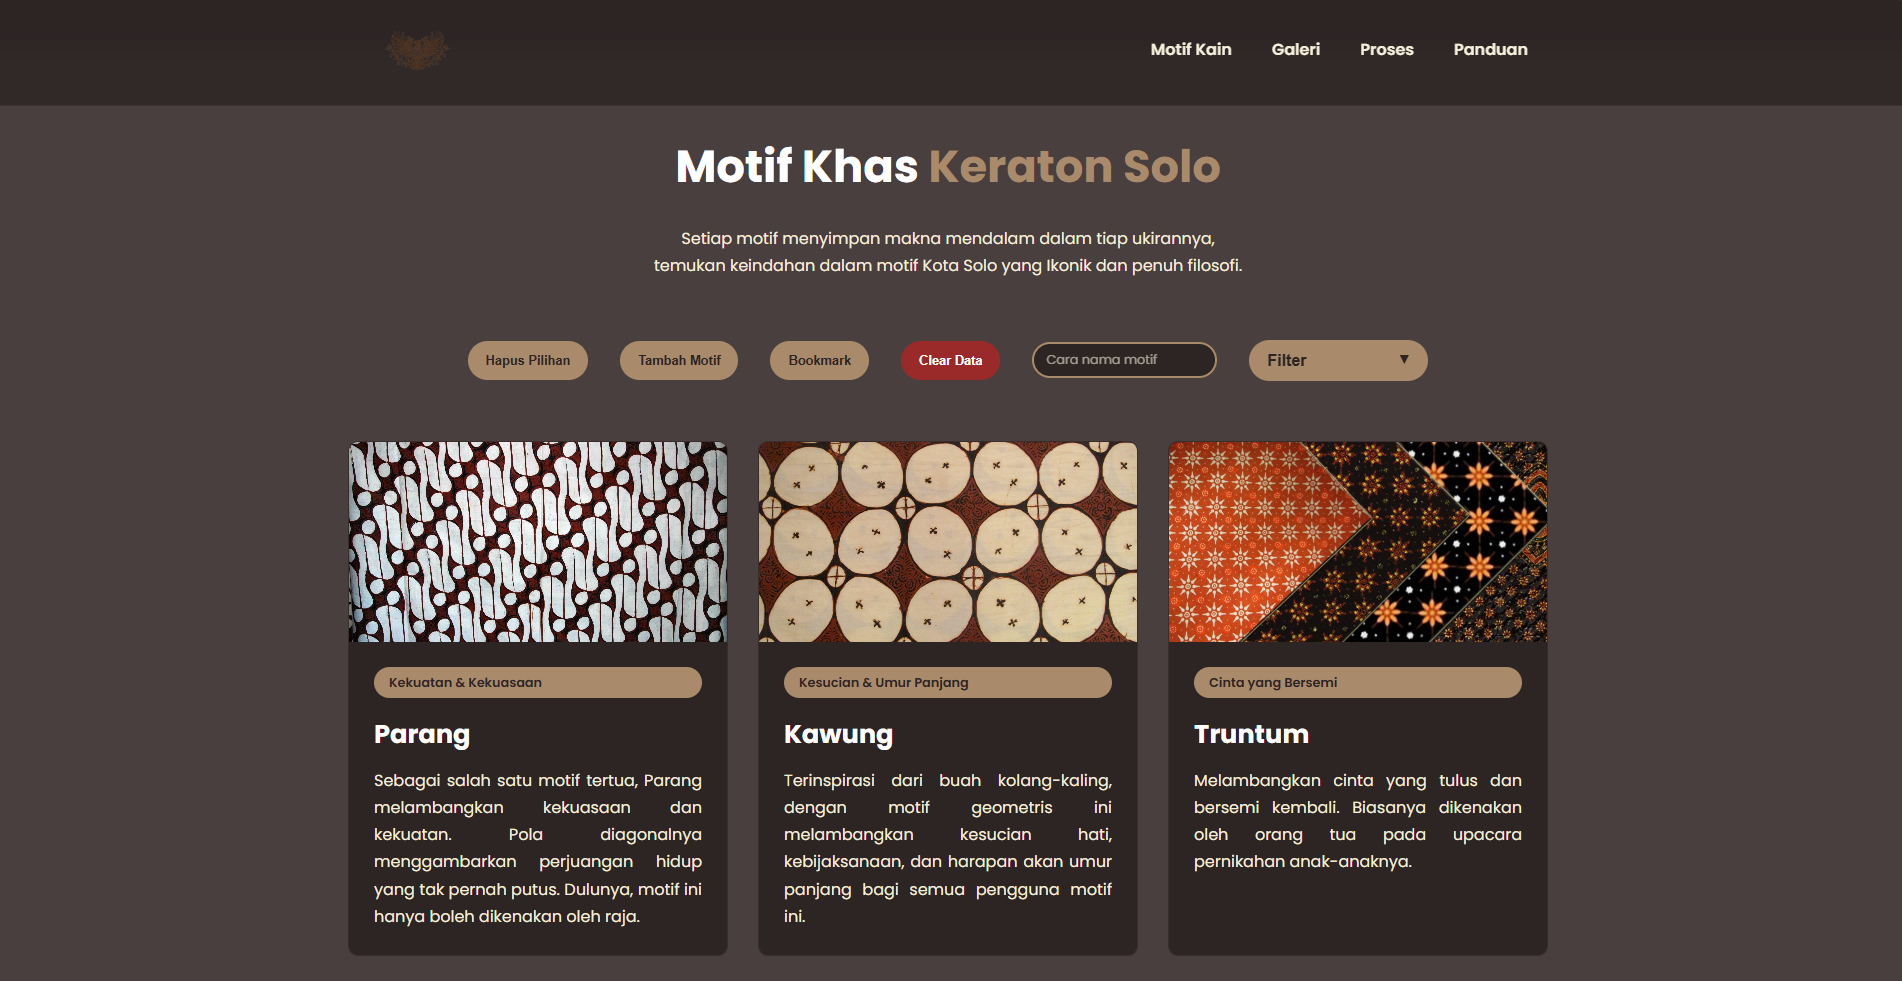 Motif Kain
Galeri
Proses
Panduan
Motif Khas Keraton Solo
Setiap motif menyimpan makna mendalam dalam tiap ukirannya,
temukan keindahan dalam motif Kota Solo yang Ikonik dan penuh filosofi.
Hapus Pilihan
Tambah Motif
Bookmark
Clear Data
Cara nama motif
Filter
Kekuatan & Kekuasaan
Parang
Sebagai salah satu motif tertua, Parang
melambangkan kekuasaan dan
kekuatan. Pola diagonalnya
menggambarkan perjuangan hidup
yang tak pernah putus. Dulunya, motif ini
hanya boleh dikenakan oleh raja.
Kesucian & Umur Panjang
Kawung
Terinspirasi dari buah kolang-kaling,
dengan motif geometris ini
melambangkan kesucian hati,
kebijaksanaan, dan harapan akan umur
panjang bagi semua pengguna motif
ini.
Cinta yang Bersemi
Truntum
Melambangkan cinta yang tulus dan
bersemi kembali. Biasanya dikenakan
oleh orang tua pada upacara
pernikahan anak-anaknya.